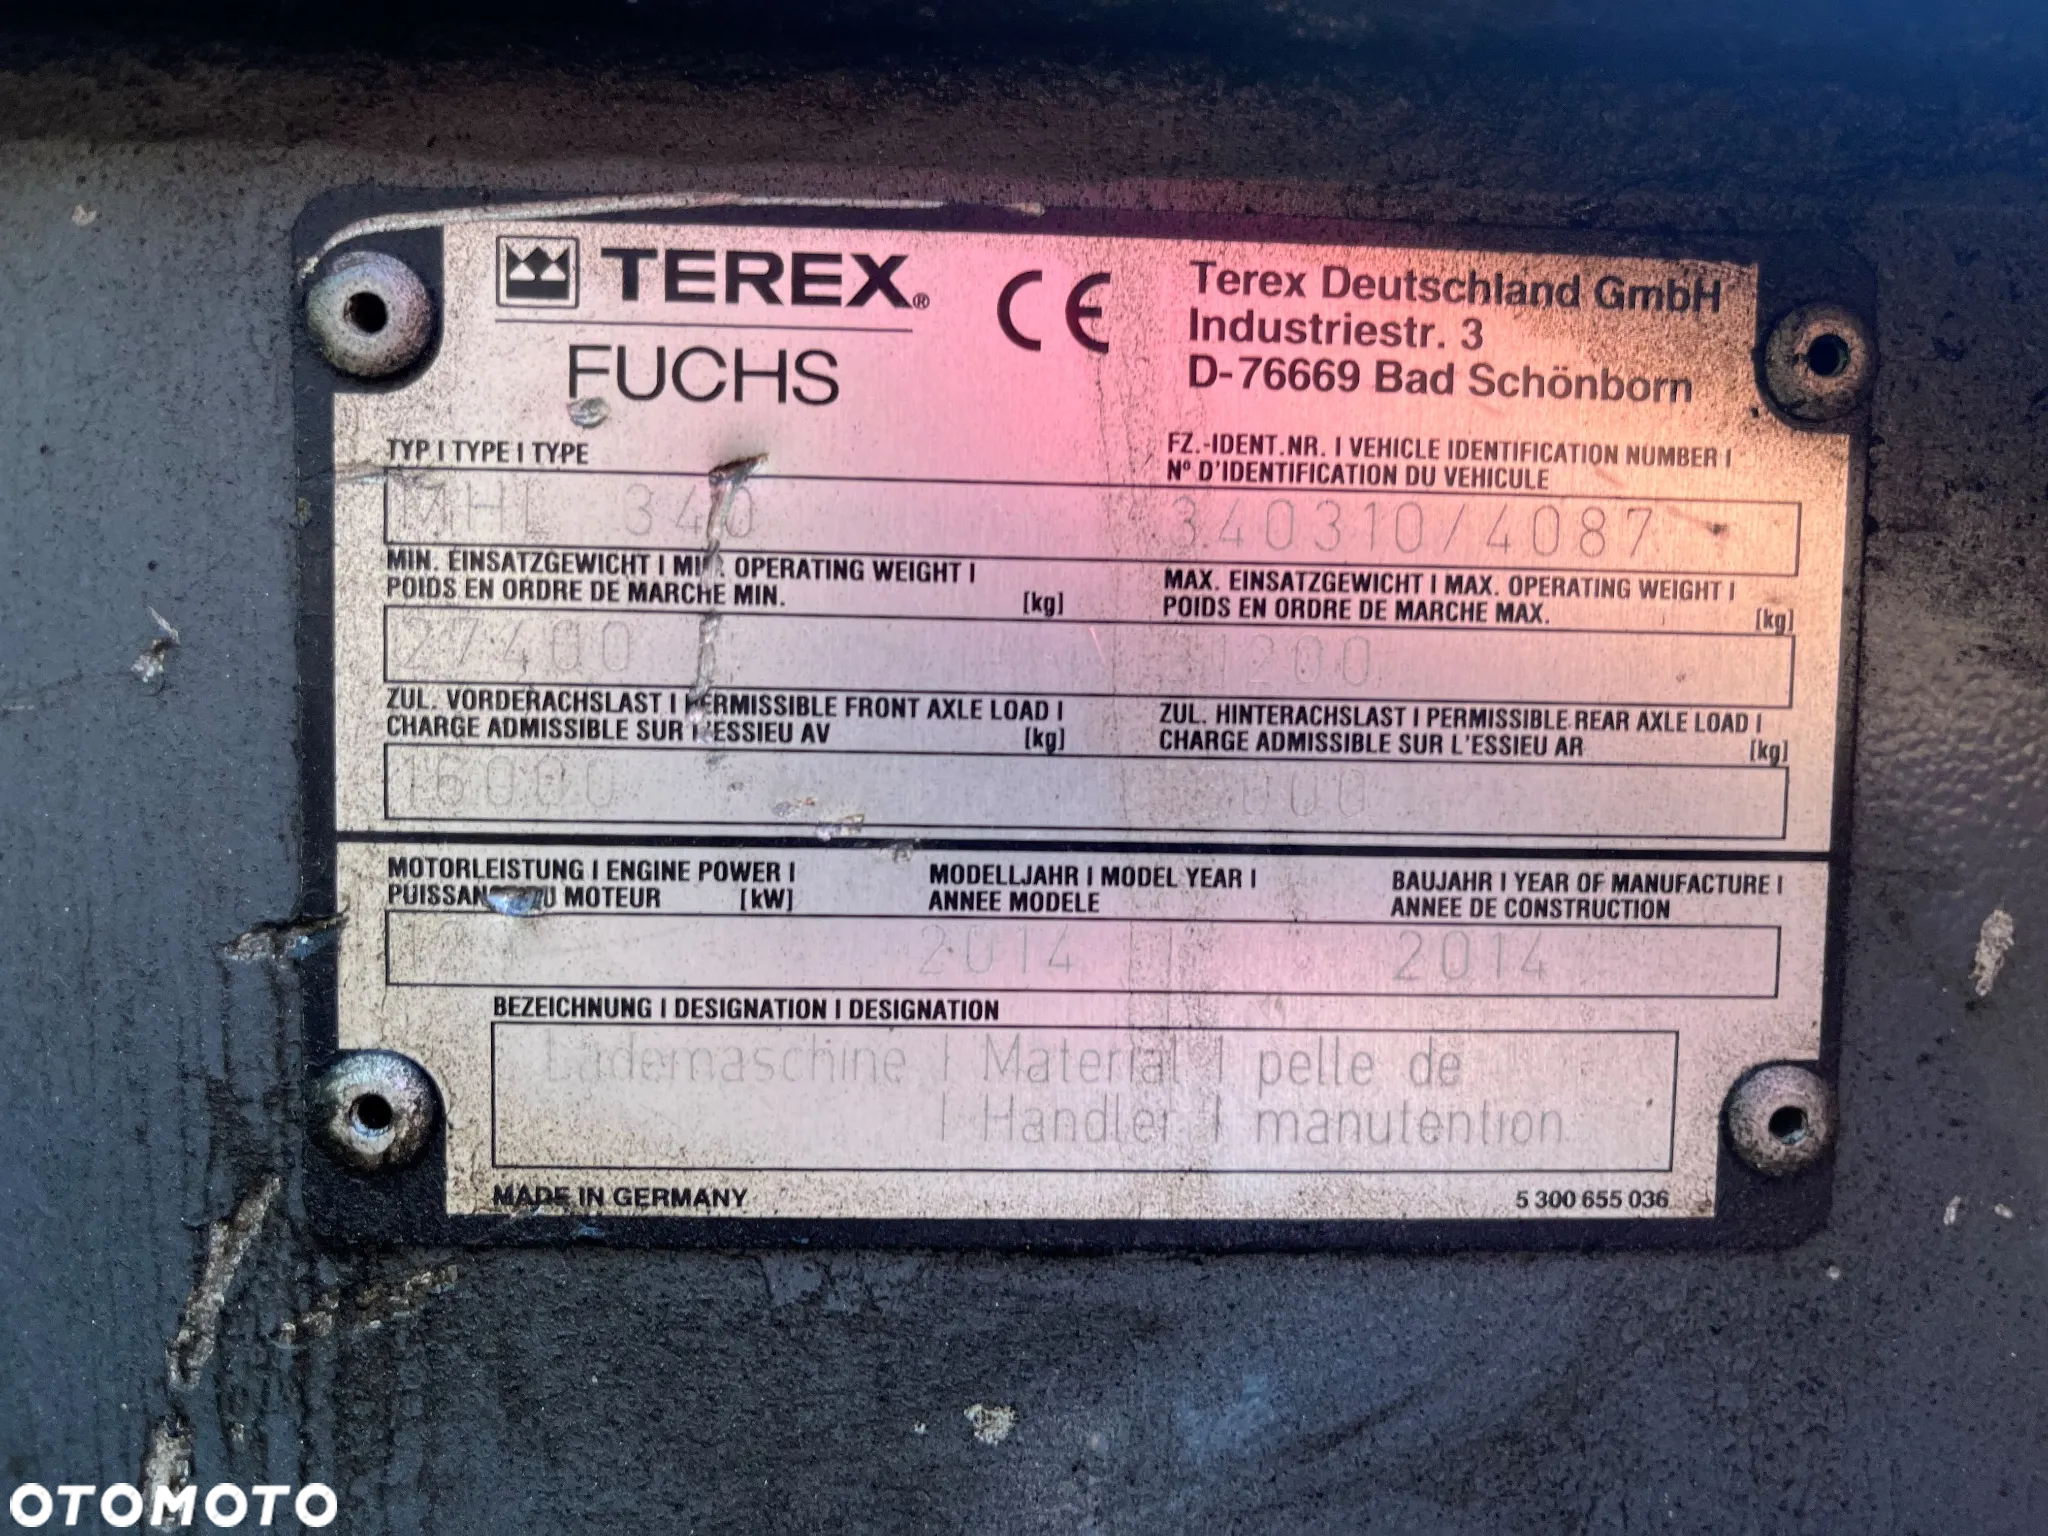 TEREX®
FUCHS
CE
Terex Deutschland GmbH
Industriestr. 3
D-76669 Bad Schönborn
TYP I TYPE I TYPE
MHL 340
FZ.-IDENT.NR. I VEHICLE IDENTIFICATION NUMBER I
N° D'IDENTIFICATION DU VEHICULE
340310/4087
MIN. EINSATZGEWICHT I MIN. OPERATING WEIGHT I
POIDS EN ORDRE DE MARCHE MIN. [kg]
27400
MAX. EINSATZGEWICHT I MAX. OPERATING WEIGHT I
POIDS EN ORDRE DE MARCHE MAX. [kg]
ZUL. VORDERACHSLAST I PERMISSIBLE FRONT AXLE LOAD I
CHARGE ADMISSIBLE SUR L'ESSIEU AV [kg]
16000
ZUL. HINTERACHSLAST I PERMISSIBLE REAR AXLE LOAD I
CHARGE ADMISSIBLE SUR L'ESSIEU AR [kg]
MOTORLEISTUNG I ENGINE POWER I
PUISSANCE DU MOTEUR [kW]
MODELLJAHR I MODEL YEAR I
ANNEE MODELE
2014
BAUJAHR I YEAR OF MANUFACTURE I
ANNEE DE CONSTRUCTION
2014
BEZEICHNUNG I DESIGNATION I DESIGNATION
Lademaschine I Material I pelle de
I Handler I manutention
MADE IN GERMANY
5 300 655 036
OTOMOTO